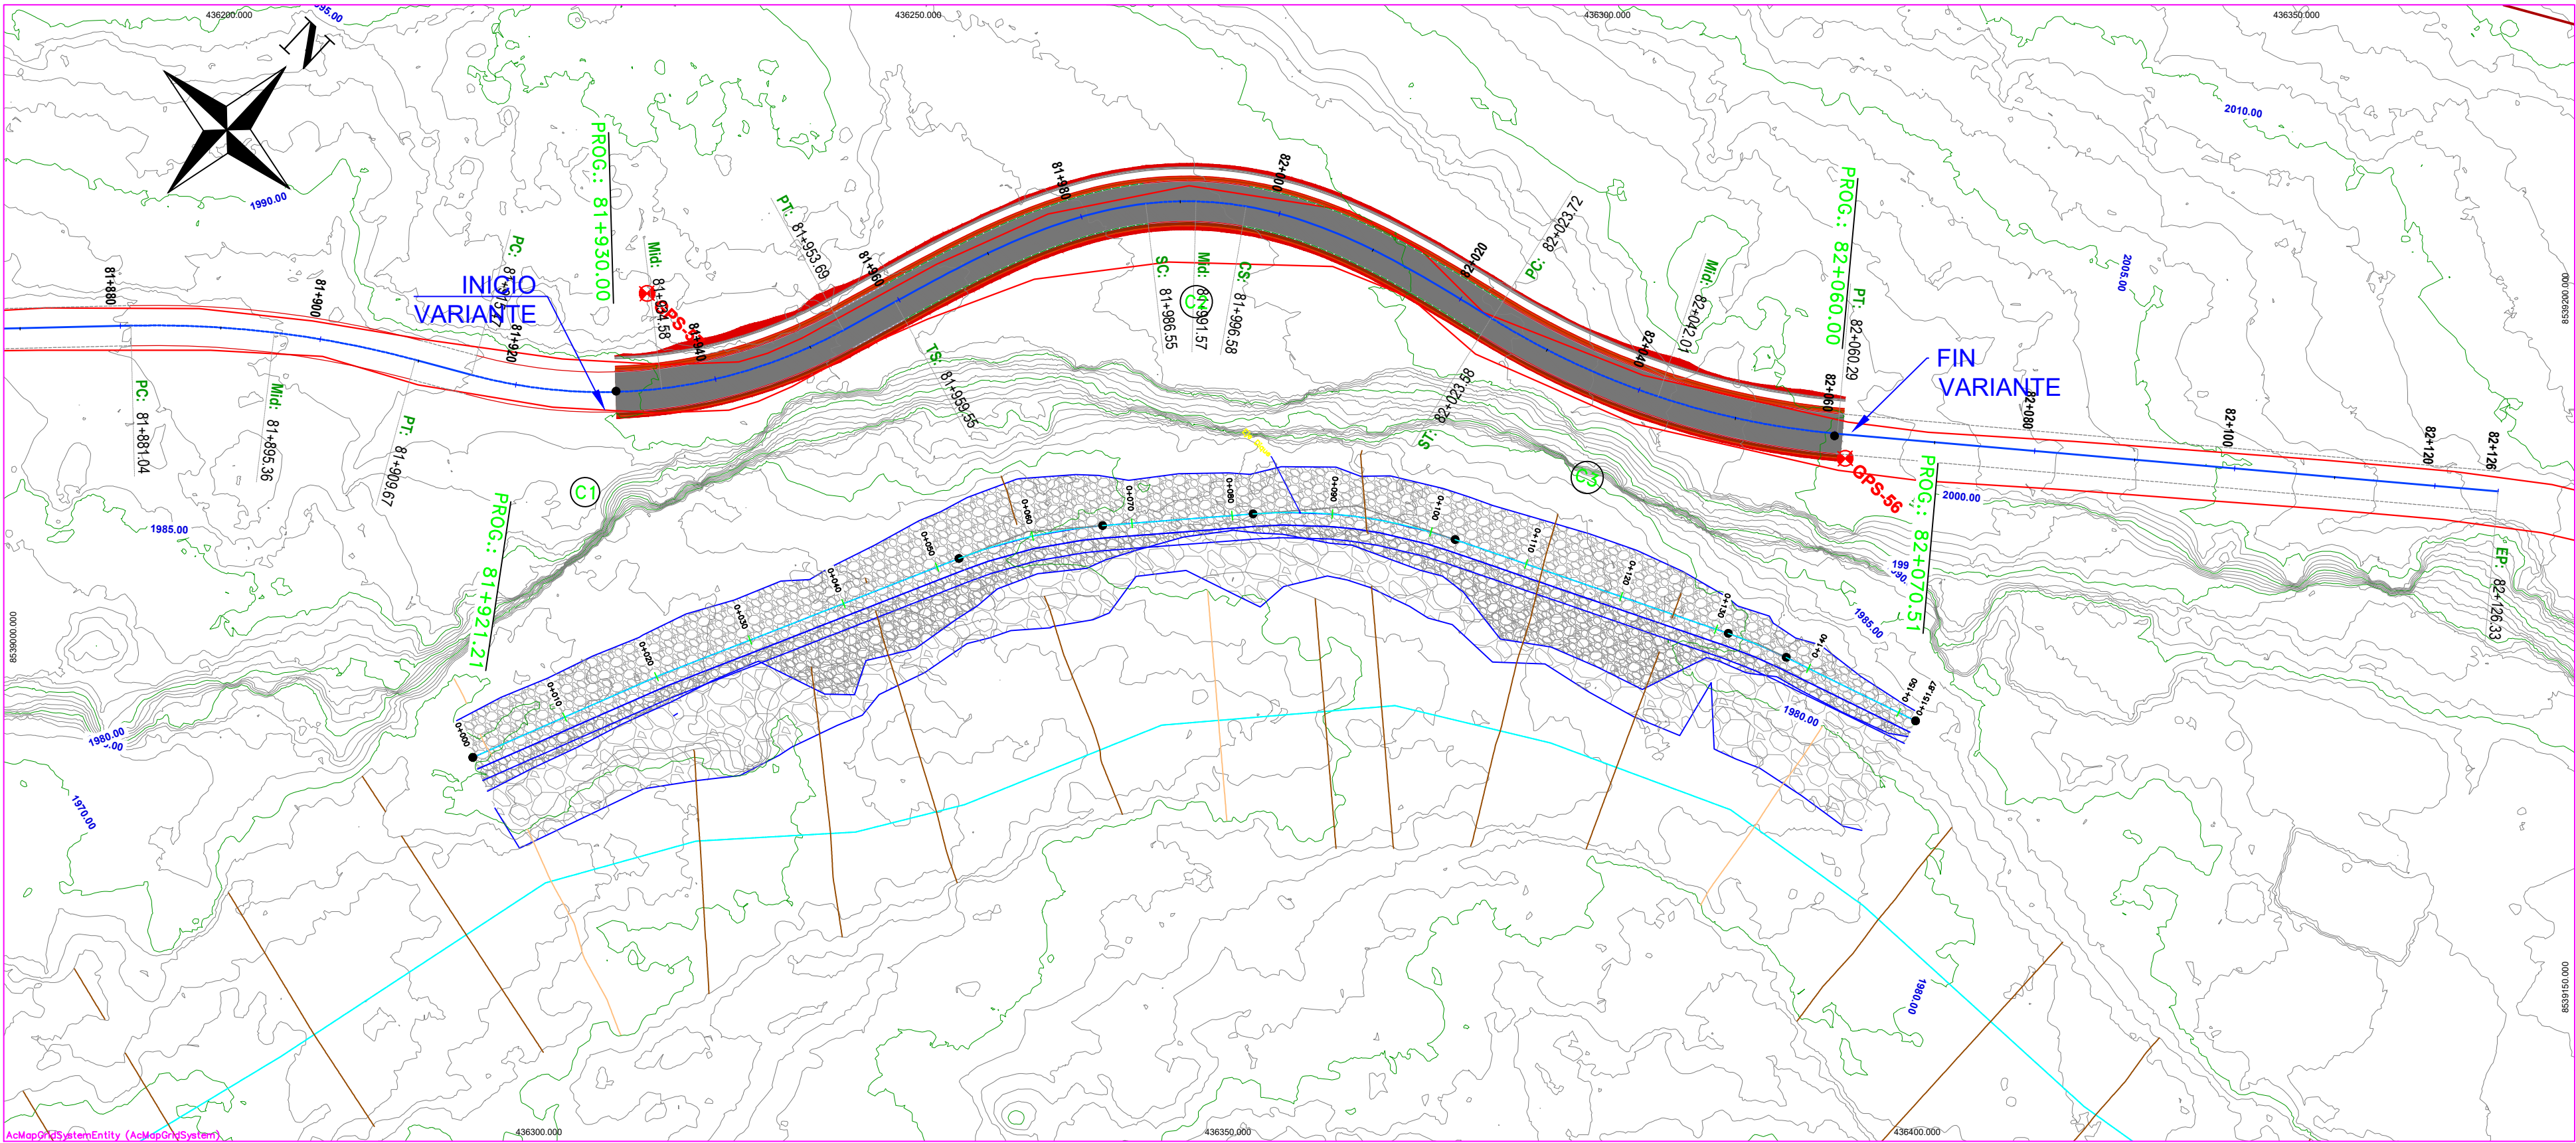 436200.000
436250.000
436300.000
436350.000
N
1990.00
2010.00
2005.00
8539200.000
PROG.: 81+930.00
PROG.: 82+060.00
INICIO
VARIANTE
FIN
VARIANTE
81+880
81+900
81+920
81+940
81+960
81+980
82+000
82+020
82+040
82+060
82+080
82+100
82+120
82+126
PC: 81+881.04
Mid: 81+895.36
PT: 81+909.67
PC:
Mid:
PT: 81+953.69
TS: 81+959.55
SC: 81+986.55
Mid: 81+991.57
CS: 81+996.58
ST: 82+023.58
PC: 82+023.72
Mid: 82+042.01
PT: 82+060.29
EP: 82+126.33
C1
C3
GPS-56
2000.00
PROG.: 81+921.21
PROG.: 82+070.51
1985.00
1985.00
1980.00
1980.00
1970.00
1980.00
0+000
0+010
0+020
0+030
0+040
0+050
0+060
0+070
0+080
0+090
0+100
0+110
0+120
0+130
0+140
0+150
0+151.87
8539000.000
8539150.000
436300.000
436350.000
436400.000
AcMapGridSystemEntity (AcMapGridSystem)